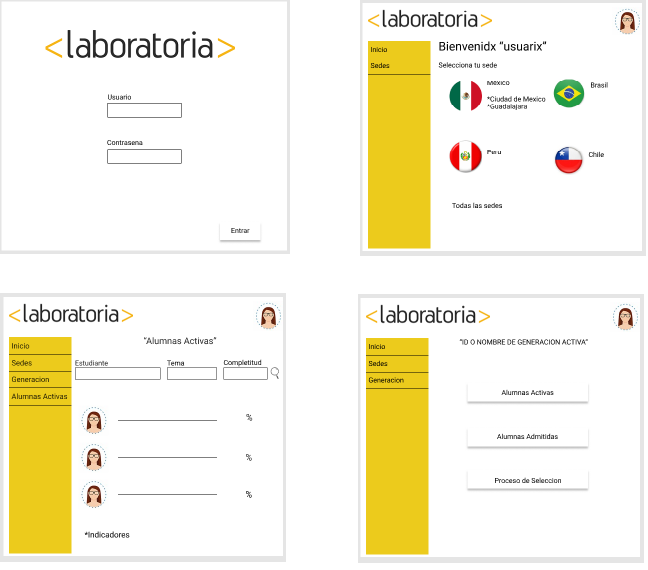 <laboratoria>
Usuario
Contrasena
Entrar
<laboratoria>
Inicio
Sedes
Bienvenidx “usuarix”
Selecciona tu sede
Mexico
*Ciudad de Mexico
*Guadalajara
Brasil
Peru
Chile
Todas las sedes
<laboratoria>
Inicio
Sedes
Generacion
Alumnas Activas
“Alumnas Activas”
Estudiante Tema Completitud
%
%
%
*Indicadores
<laboratoria>
Inicio
Sedes
Generacion
“ID O NOMBRE DE GENERACION ACTIVA”
Alumnas Activas
Alumnas Admitidas
Proceso de Seleccion